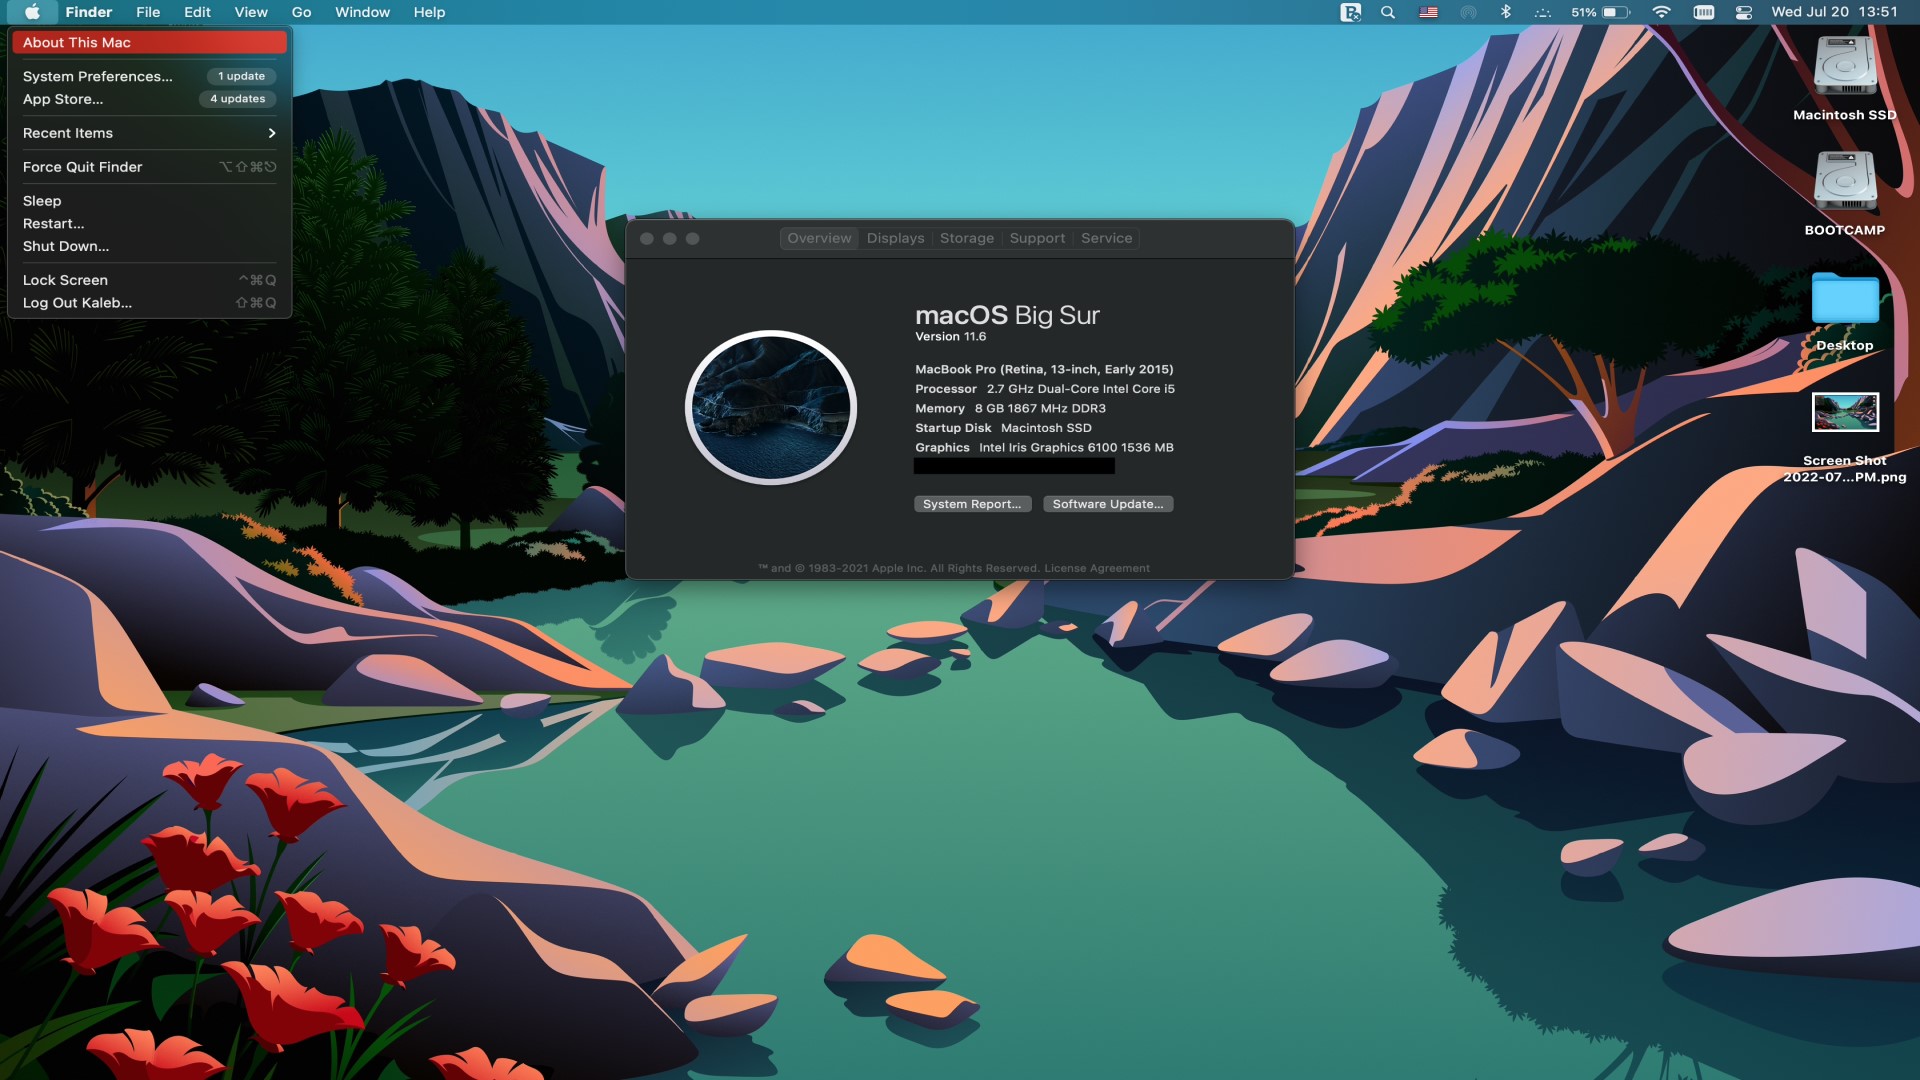 Finder File Edit View Go Window Help
51% Wed Jul 20 13:51
About This Mac
System Preferences... 1 update
App Store... 4 updates
Recent Items
Force Quit Finder ⌥⇧⌘⎋
Sleep
Restart...
Shut Down...
Lock Screen ^⌘Q
Log Out Kaleb... ⇧⌘Q
Overview Displays Storage Support Service
macOS Big Sur
Version 11.6
MacBook Pro (Retina, 13-inch, Early 2015)
Processor 2.7 GHz Dual-Core Intel Core i5
Memory 8 GB 1867 MHz DDR3
Startup Disk Macintosh SSD
Graphics Intel Iris Graphics 6100 1536 MB
System Report... Software Update...
™ and © 1983-2021 Apple Inc. All Rights Reserved. License Agreement
Macintosh SSD
BOOTCAMP
Desktop
Screen Shot
2022-07...PM.png